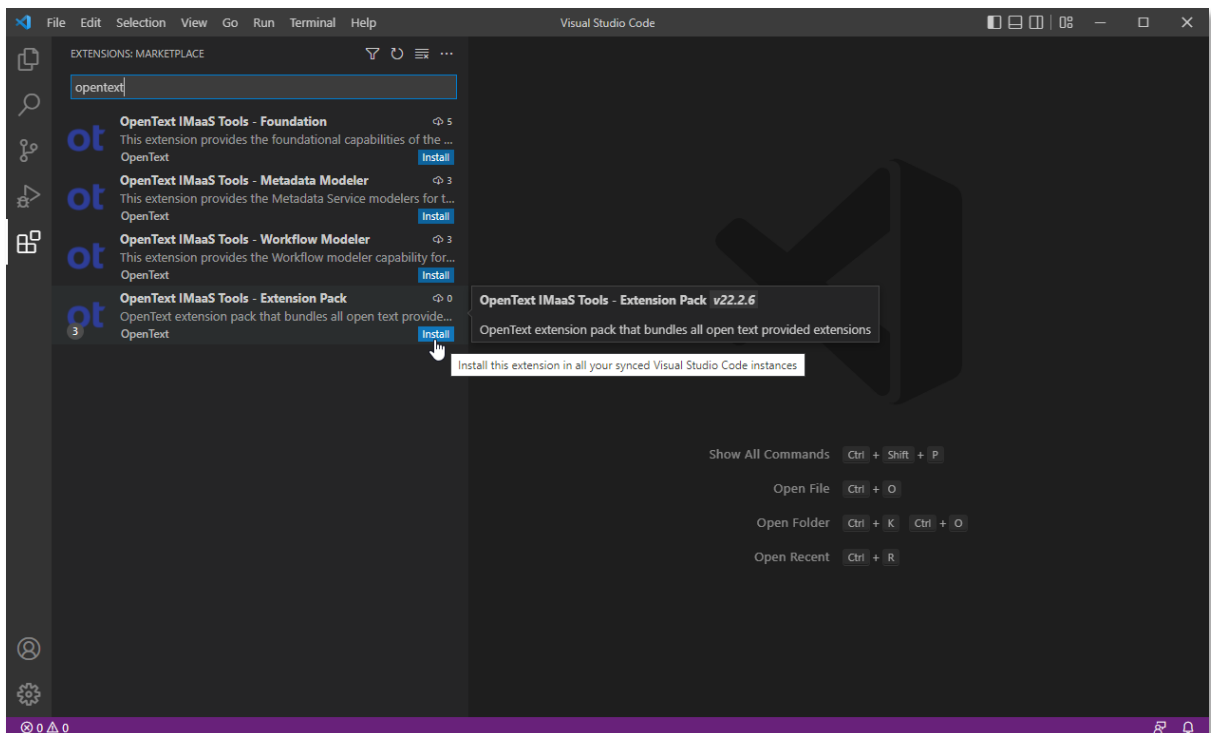 File Edit Selection View Go Run Terminal Help Visual Studio Code
EXTENSIONS: MARKETPLACE
opentext
ot OpenText IMaaS Tools - Foundation 5
This extension provides the foundational capabilities of the ...
OpenText Install
ot OpenText IMaaS Tools - Metadata Modeler 3
This extension provides the Metadata Service modelers for t...
OpenText Install
ot OpenText IMaaS Tools - Workflow Modeler 3
This extension provides the Workflow modeler capability for...
OpenText Install
ot OpenText IMaaS Tools - Extension Pack 0
OpenText extension pack that bundles all open text provide...
3 OpenText Install
OpenText IMaaS Tools - Extension Pack v22.2.6
OpenText extension pack that bundles all open text provided extensions
Install this extension in all your synced Visual Studio Code instances
Show All Commands Ctrl + Shift + P
Open File Ctrl + O
Open Folder Ctrl + K Ctrl + O
Open Recent Ctrl + R
0 0